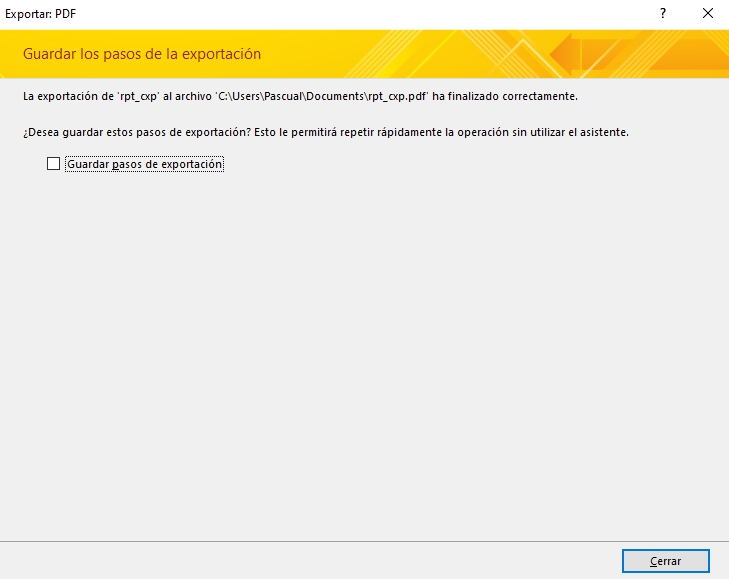 Exportar: PDF
?
Guardar los pasos de la exportación
La exportación de 'rpt_cxp' al archivo 'C:\Users\Pascual\Documents\rpt_cxp.pdf' ha finalizado correctamente.
¿Desea guardar estos pasos de exportación? Esto le permitirá repetir rápidamente la operación sin utilizar el asistente.
Guardar pasos de exportación
Cerrar